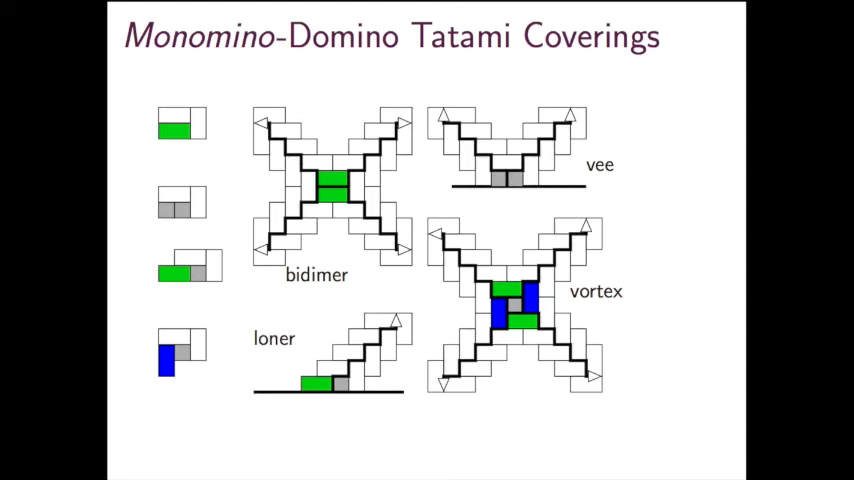 Monomino-Domino Tatami Coverings
vee
bidimer
vortex
loner